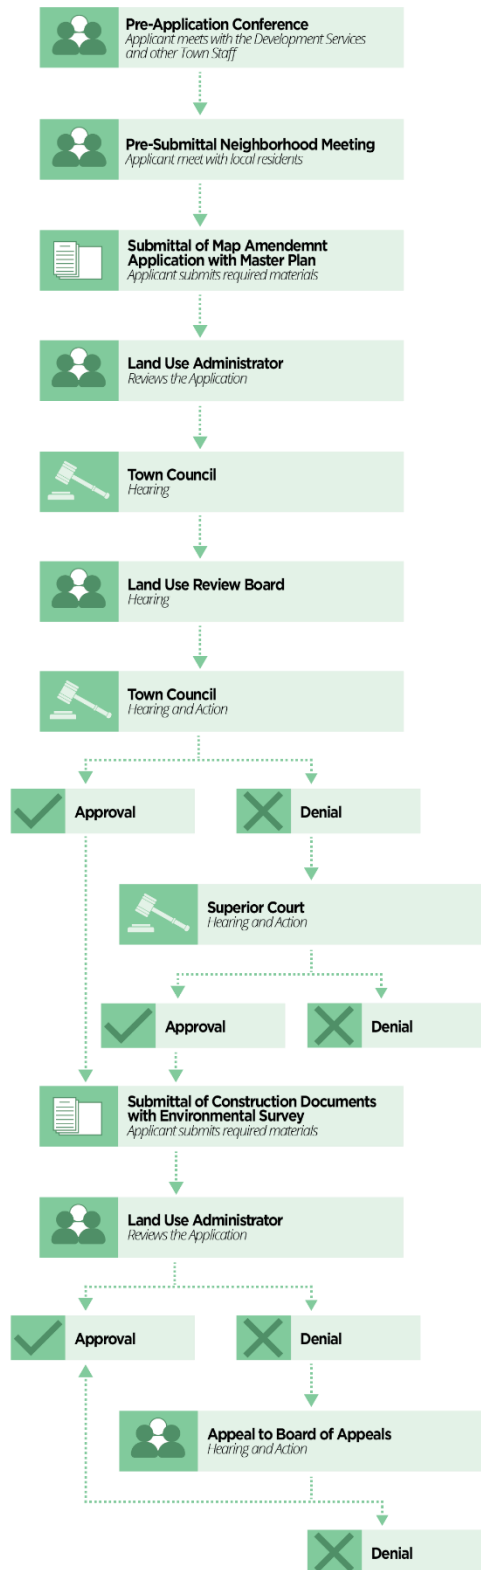 Pre-Application Conference
Applicant meets with the Development Services
and other Town Staff
Pre-Submittal Neighborhood Meeting
Applicant meet with local residents
Submittal of Map Amendemnt
Application with Master Plan
Applicant submits required materials
Land Use Administrator
Reviews the Application
Town Council
Hearing
Land Use Review Board
Hearing
Town Council
Hearing and Action
Approval
Denial
Superior Court
Hearing and Action
Approval
Denial
Submittal of Construction Documents
with Environmental Survey
Applicant submits required materials
Land Use Administrator
Reviews the Application
Approval
Denial
Appeal to Board of Appeals
Hearing and Action
Denial